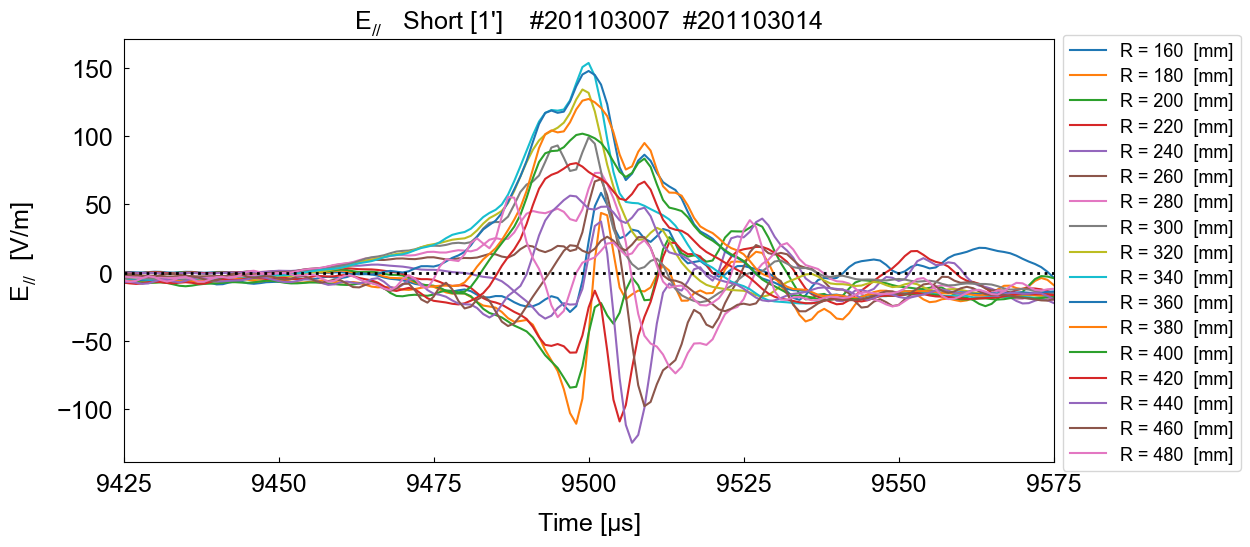 E// Short [1'] #201103007 #201103014
E// [V/m]
150
100
50
0
−50
−100
9425 9450 9475 9500 9525 9550 9575
Time [μs]
R = 160 [mm]
R = 180 [mm]
R = 200 [mm]
R = 220 [mm]
R = 240 [mm]
R = 260 [mm]
R = 280 [mm]
R = 300 [mm]
R = 320 [mm]
R = 340 [mm]
R = 360 [mm]
R = 380 [mm]
R = 400 [mm]
R = 420 [mm]
R = 440 [mm]
R = 460 [mm]
R = 480 [mm]